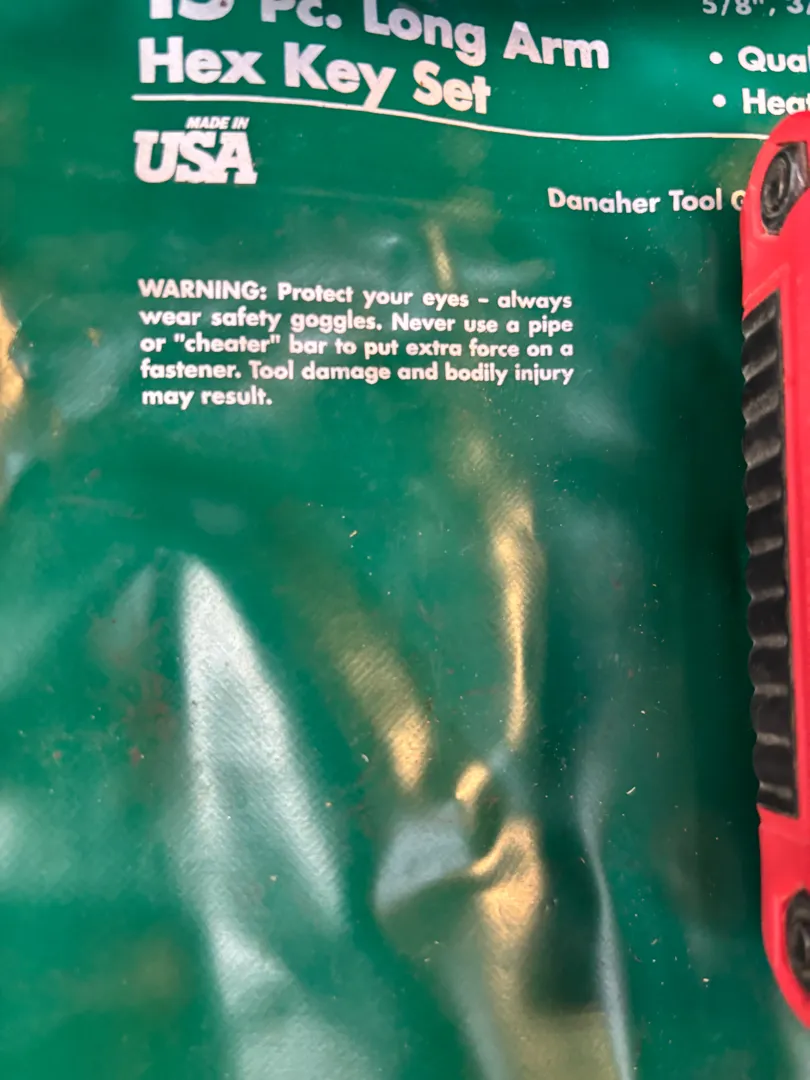 Pc. Long Arm
Hex Key Set
MADE IN
USA
5/8",
•
•
Danaher Tool
WARNING: Protect your eyes – always
wear safety goggles. Never use a pipe
or "cheater" bar to put extra force on a
fastener. Tool damage and bodily injury
may result.